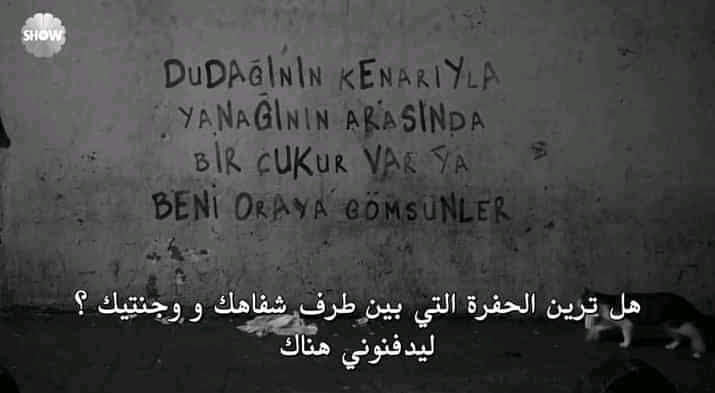 SHOW
DUDAĞININ KENARIYLA
YANAĞININ ARASINDA
BİR ÇUKUR VAR YA
BENİ ORAYA GÖMSÜNLER
هل ترين الحفرة التي بين طرف شفاهك و وجنتيك ؟
ليدفنوني هناك